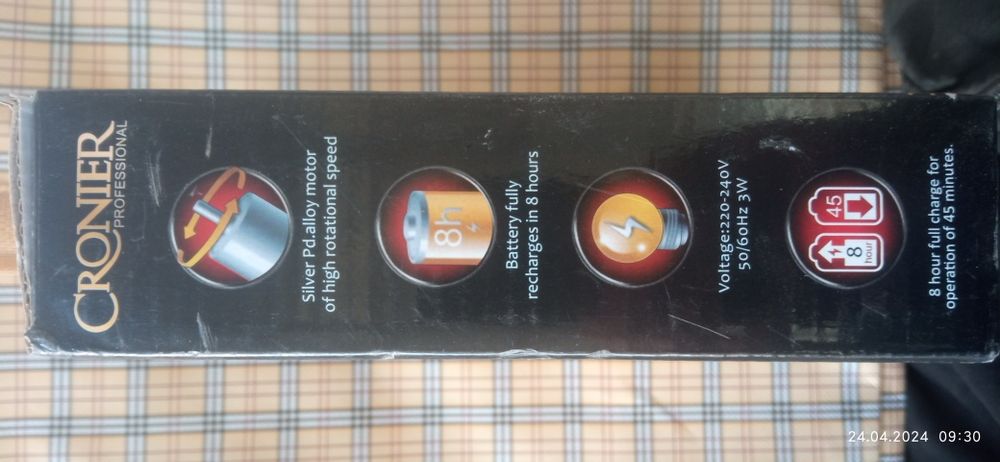 CRONIER
PROFESSIONAL
Silver Pd.alloy motor
of high rotational speed
8h
Battery fully
recharges in 8 hours
Voltage:220-240V
50/60Hz 3W
8
hour
45
8 hour full charge for
operation of 45 minutes.
24.04.2024 09:30